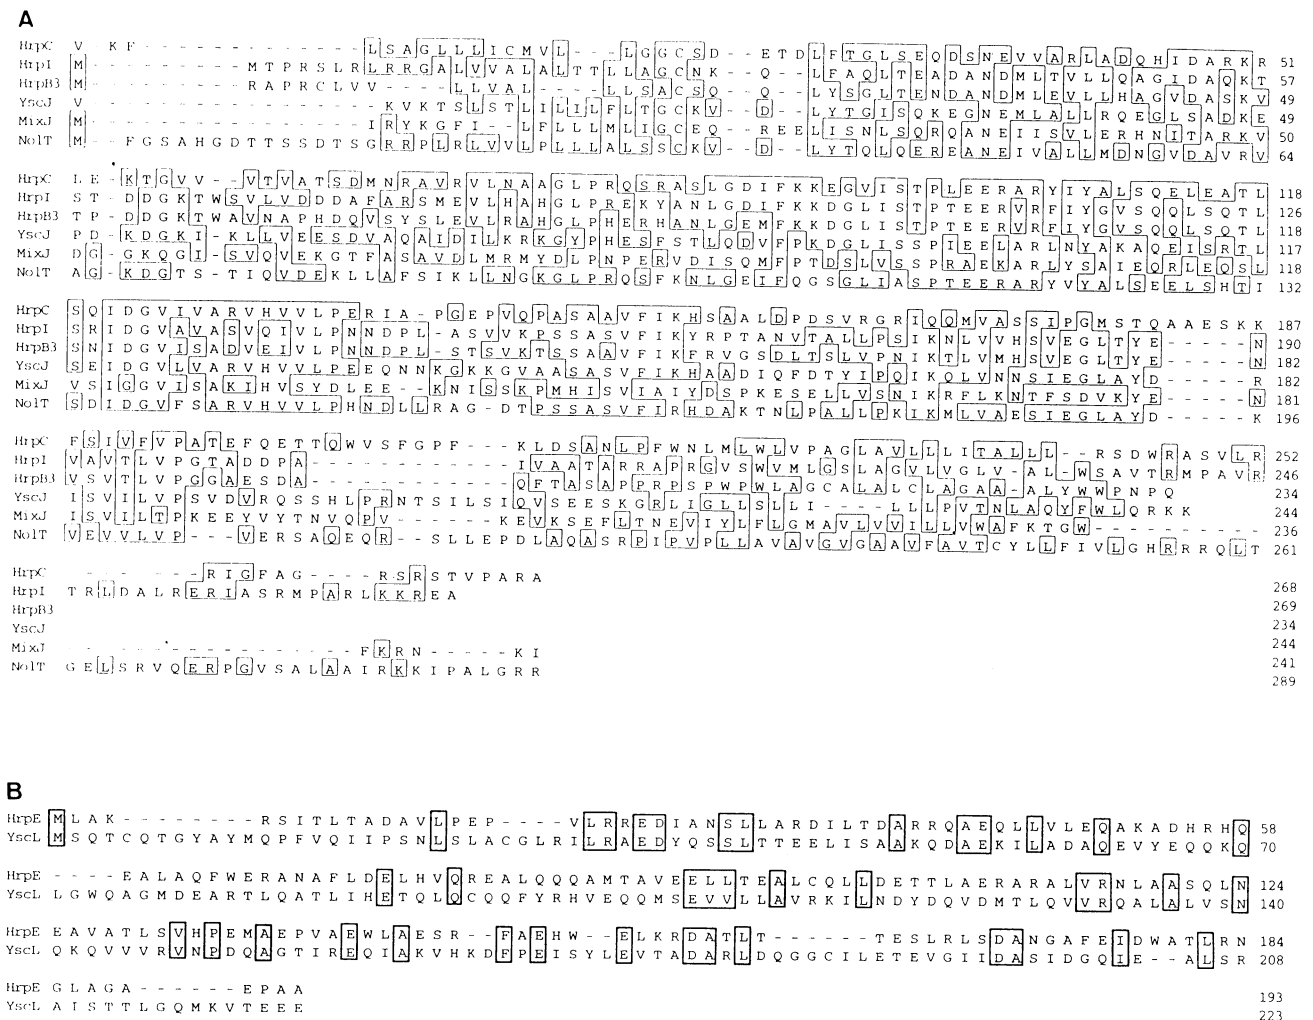 A
HrpC V K F - - - - - - - - - - - - - - L S A G L L L I C M V L - - - L G G C S D - - E T D L F T G L S E Q D S N E V V A R L A D Q H I D A R K R 51
HrpI M - - - - - - - - - M T P R S L R L R R G A L V V A L A L T T L L A G C N K - - Q - - L F A Q L T E A D A N D M L T V L L Q A G I D A Q K T 57
HrpB3 M - - - - - - - - - R A P R C L V V - - - - L L V A L - - - - L L S A C S Q - - Q - - L Y S G L T E N D A N D M L E V L L H A G V D A S K V 49
YscJ V - - - - - - - - - - - - - - - - - K V K T S L S T L I L I L F L T G C K V - - D - - L Y T G I S Q K E G N E M L A L L R Q E G L S A D K E 49
MixJ M - - - - - - - - - - - - - - - - I R Y K G F I - - L F L L L M L I G C E Q - - R E E L I S N L S Q R Q A N E I I S V L E R H N I T A R K V 50
NolT M - - F G S A H G D T T S S D T S G R R P L R L V V L P L L L A L S S C K V - - D - - L Y T Q L Q E R E A N E I V A L L M D N G V D A V R V 64
HrpC L E - K T G V V - - V T V A T S D M N R A V R V L N A A G L P R Q S R A S L G D I F K K E G V I S T P L E E R A R Y I Y A L S Q E L E A T L 118
HrpI S T - D D G K T W S V L V D D D A F A R S M E V L H A H G L P R E K Y A N L G D I F K K D G L I S T P T E E R V R F I Y G V S Q Q L S Q T L 126
HrpB3 T P - D D G K T W A V N A P H D Q V S Y S L E V L R A H G L P H E R H A N L G E M F K K D G L I S T P T E E R V R F I Y G V S Q Q L S Q T L 118
YscJ P D - K D G K I - K L L V E E S D V A Q A I D I L K R K G Y P H E S F S T L Q D V F P K D G L I S S P I E E L A R L N Y A K A Q E I S R T L 117
MixJ D G - G K Q G I - S V Q V E K G T F A S A V D L M R M Y D L P N P E R V D I S Q M F P T D S L V S S P R A E K A R L Y S A I E Q R L E Q S L 118
NolT A G - K D G T S - T I Q V D E K L L A F S I K L L N G K G L P R Q S F K N L G E I F Q G S G L I A S P T E E R A R Y V Y A L S E E L S H T I 132
HrpC S Q I D G V I V A R V H V V L P E R I A - P G E P V Q P A S A A V F I K H S A A L D P D S V R G R I Q Q M V A S S I P G M S T Q A A E S K K 187
HrpI S R I D G V A V A S V Q I V L P N N D P L - A S V V K P S S A S V F I K Y R P T A N V T A L L P S I K N L V V H S V E G L T Y E - - - - - N 190
HrpB3 S N I D G V I S A D V E I V L P N N D P L - S T S V K T S S A A V F I K F R V G S D L T S L V P N I K T L V M H S V E G L T Y E - - - - - N 182
YscJ S E I D G V L V A R V H V V L P E E Q N N K G K K G V A A S A S V F I K H A A D I Q F D T Y I P Q I K Q L V N N S I E G L A Y D - - - - - R 182
MixJ V S I G G V I S A K I H V S Y D L E E - - K N I S S K P M H I S V I A I Y D S P K E S E L L V S N I K R F L K N T F S D V K Y E - - - - - N 181
NolT S D I D G V F S A R V H V V L P H N D L L R A G - D T P S S A S V F I R H D A K T N L P A L L P K I K M L V A E S I E G L A Y D - - - - - K 196
HrpC F S I V F V P A T E F Q E T T Q W V S F G P F - - - K L D S A N L P F W N L M L W L V P A G L A V L L L I T A L L L - - R S D W R A S V L R 252
HrpI V A V T L V P G T A D D P A - - - - - - - - - - - - I V A A T A R R A P R G V S W V M L G S L A G V L V G L V - A L - W S A V T R M P A V R 246
HrpB3 V S V T L V P G G A E S D A - - - - - - - - - - - - Q F T A S A P P R P S P W P W L A G C A L A L C L A G A A - A L Y W W P N P Q 234
YscJ I S V I L V P S V D V R Q S S H L P R N T S I L S I Q V S E E S K G R L I G L L S L L I - - - L L L P V T N L A Q Y F W L Q R K K 244
MixJ I S V I L T P K E E Y V Y T N V Q P V - - - - - - K E V K S E F L T N E V I Y L F L G M A V L V V I L L V W A F K T G W - - - - - - - - - 236
NolT V E V V L V P - - - V E R S A Q E Q R - - S L L E P D L A Q A S R P I P V P L L A V A V G V G A A V F A V T C Y L L F I V L G H R R R Q L T 261
HrpC - - - - - - - R I G F A G - - - - R S R S T V P A R A 268
HrpI T R L D A L R E R I A S R M P A R L K K R E A 269
HrpB3 234
YscJ 244
MixJ - - - - - - - - - - - - - - - - - F K R N - - - - K I 241
NolT G E L S R V Q E R P G V S A L A A I R K K I P A L G R R 289
B
HrpE M L A K - - - - - - - - R S I T L T A D A V L P E P - - - - V L R R E D I A N S L L A R D I L T D A R R Q A E Q L L V L E Q A K A D H R H Q 58
YscL M S Q T C Q T G Y A Y M Q P F V Q I I P S N L S L A C G L R I L R A E D Y Q S S L T T E E L I S A A K Q D A E K I L A D A Q E V Y E Q Q K Q 70
HrpE - - - - E A L A Q F W E R A N A F L D E L H V Q R E A L Q Q Q A M T A V E E L L T E A L C Q L L D E T T L A E R A R A L V R N L A A S Q L N 124
YscL L G W Q A G M D E A R T L Q A T L I H E T Q L Q C Q Q F Y R H V E Q Q M S E V V L L A V R K I L N D Y D Q V D M T L Q V V R Q A L A L V S N 140
HrpE E A V A T L S V H P E M A E P V A E W L A E S R - - F A E H W - - E L K R D A T L T - - - - - - T E S L R L S D A N G A F E I D W A T L R N 184
YscL Q K Q V V V R V N P D Q A G T I R E Q I A K V H K D F P E I S Y L E V T A D A R L D Q G G C I L E T E V G I I D A S I D G Q I E - - A L S R 208
HrpE G L A G A - - - - - - E P A A 193
YscL A I S T T L G Q M K V T E E E 223